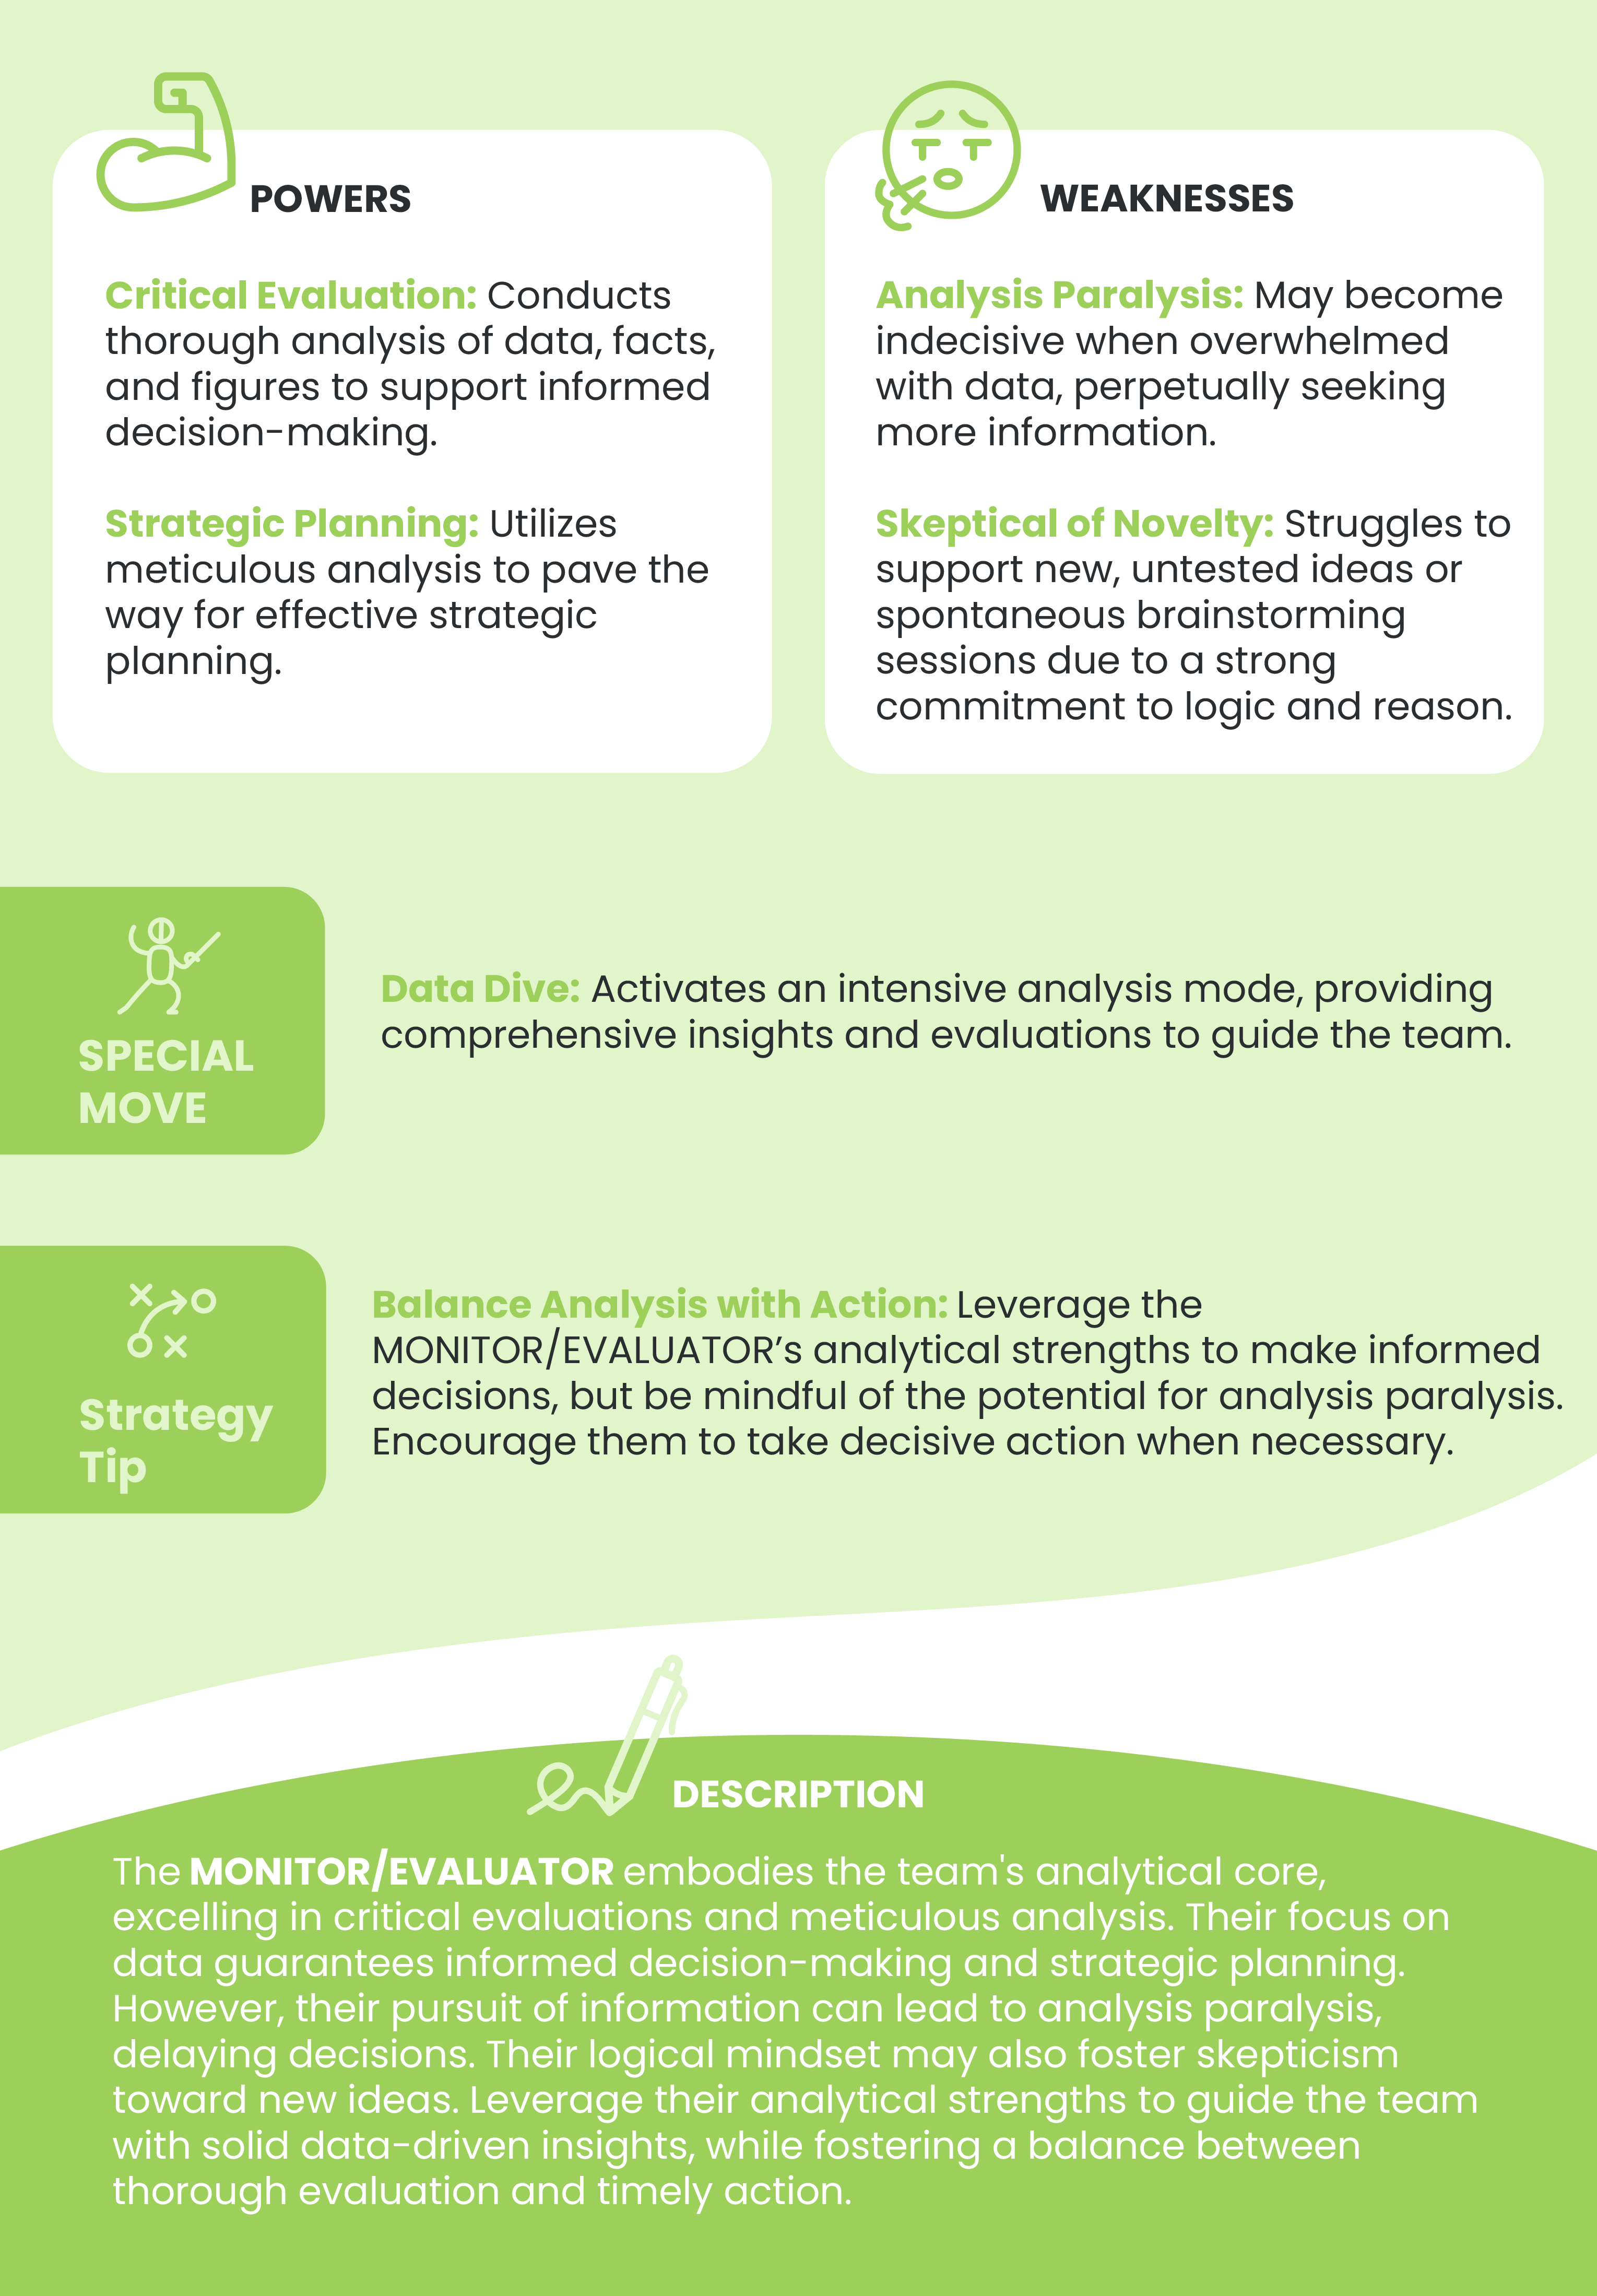 POWERS
Critical Evaluation: Conducts
thorough analysis of data, facts,
and figures to support informed
decision-making.
Strategic Planning: Utilizes
meticulous analysis to pave the
way for effective strategic
planning.
WEAKNESSES
Analysis Paralysis: May become
indecisive when overwhelmed
with data, perpetually seeking
more information.
Skeptical of Novelty: Struggles to
support new, untested ideas or
spontaneous brainstorming
sessions due to a strong
commitment to logic and reason.
SPECIAL
MOVE
Data Dive: Activates an intensive analysis mode, providing
comprehensive insights and evaluations to guide the team.
Strategy
Tip
Balance Analysis with Action: Leverage the
MONITOR/EVALUATOR’s analytical strengths to make informed
decisions, but be mindful of the potential for analysis paralysis.
Encourage them to take decisive action when necessary.
DESCRIPTION
The MONITOR/EVALUATOR embodies the team's analytical core,
excelling in critical evaluations and meticulous analysis. Their focus on
data guarantees informed decision-making and strategic planning.
However, their pursuit of information can lead to analysis paralysis,
delaying decisions. Their logical mindset may also foster skepticism
toward new ideas. Leverage their analytical strengths to guide the team
with solid data-driven insights, while fostering a balance between
thorough evaluation and timely action.